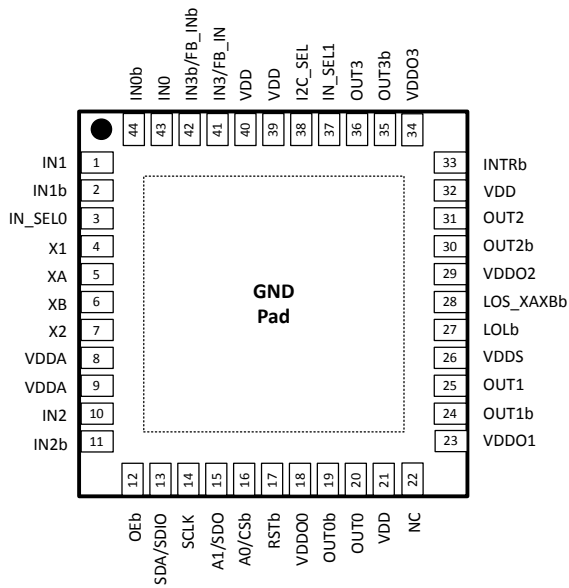 IN0b
IN0
IN3b/FB_INb
IN3/FB_IN
VDD
VDD
I2C_SEL
IN_SEL1
OUT3
OUT3b
VDDO3
44
43
42
41
40
39
38
37
36
35
34
IN1 1
IN1b 2
IN_SEL0 3
X1 4
XA 5
XB 6
X2 7
VDDA 8
VDDA 9
IN2 10
IN2b 11
GND
Pad
33 INTRb
32 VDD
31 OUT2
30 OUT2b
29 VDDO2
28 LOS_XAXBb
27 LOLb
26 VDDS
25 OUT1
24 OUT1b
23 VDDO1
12
13
14
15
16
17
18
19
20
21
22
OEb
SDA/SDIO
SCLK
A1/SDO
A0/CSb
RSTb
VDDO0
OUT0b
OUT0
VDD
NC